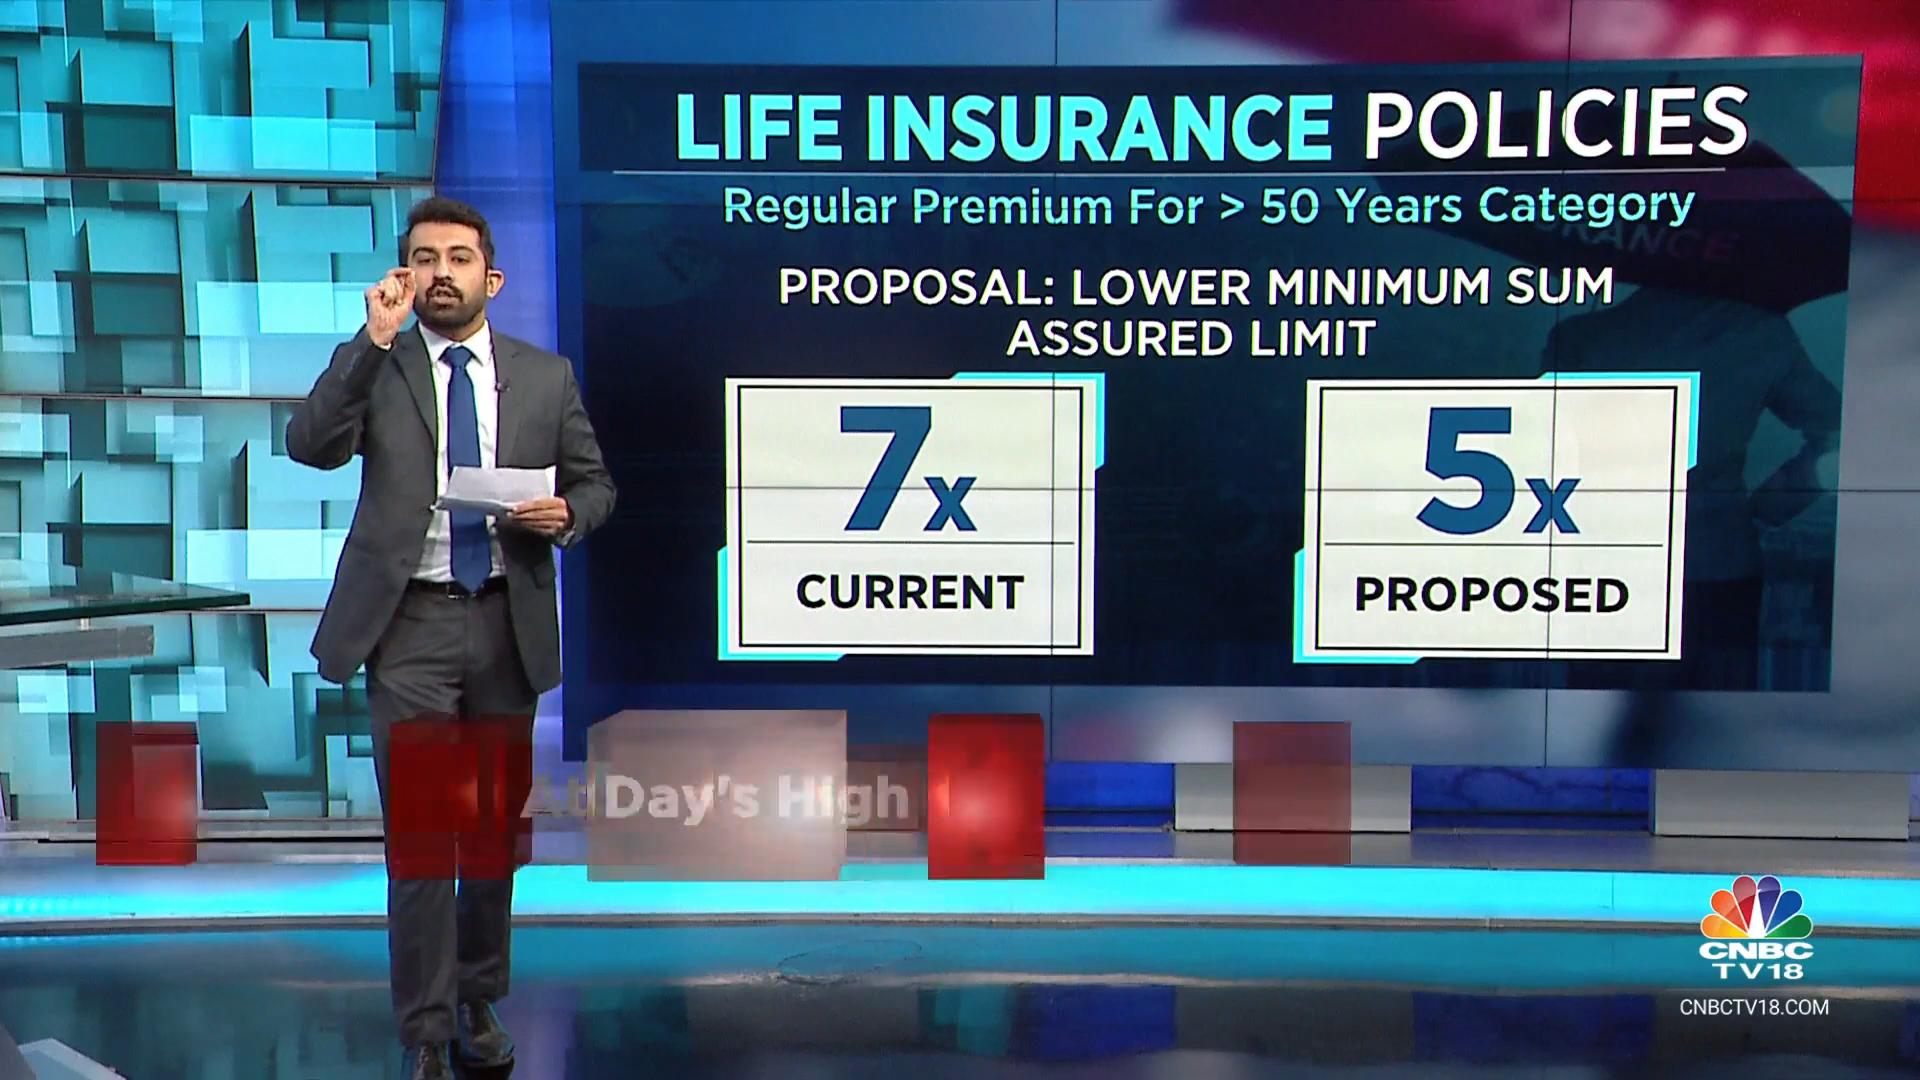 LIFE INSURANCE POLICIES
Regular Premium For > 50 Years Category
PROPOSAL: LOWER MINIMUM SUM
ASSURED LIMIT
7x
CURRENT
5x
PROPOSED
At Day's High
CNBC
TV18
CNBCTV18.COM